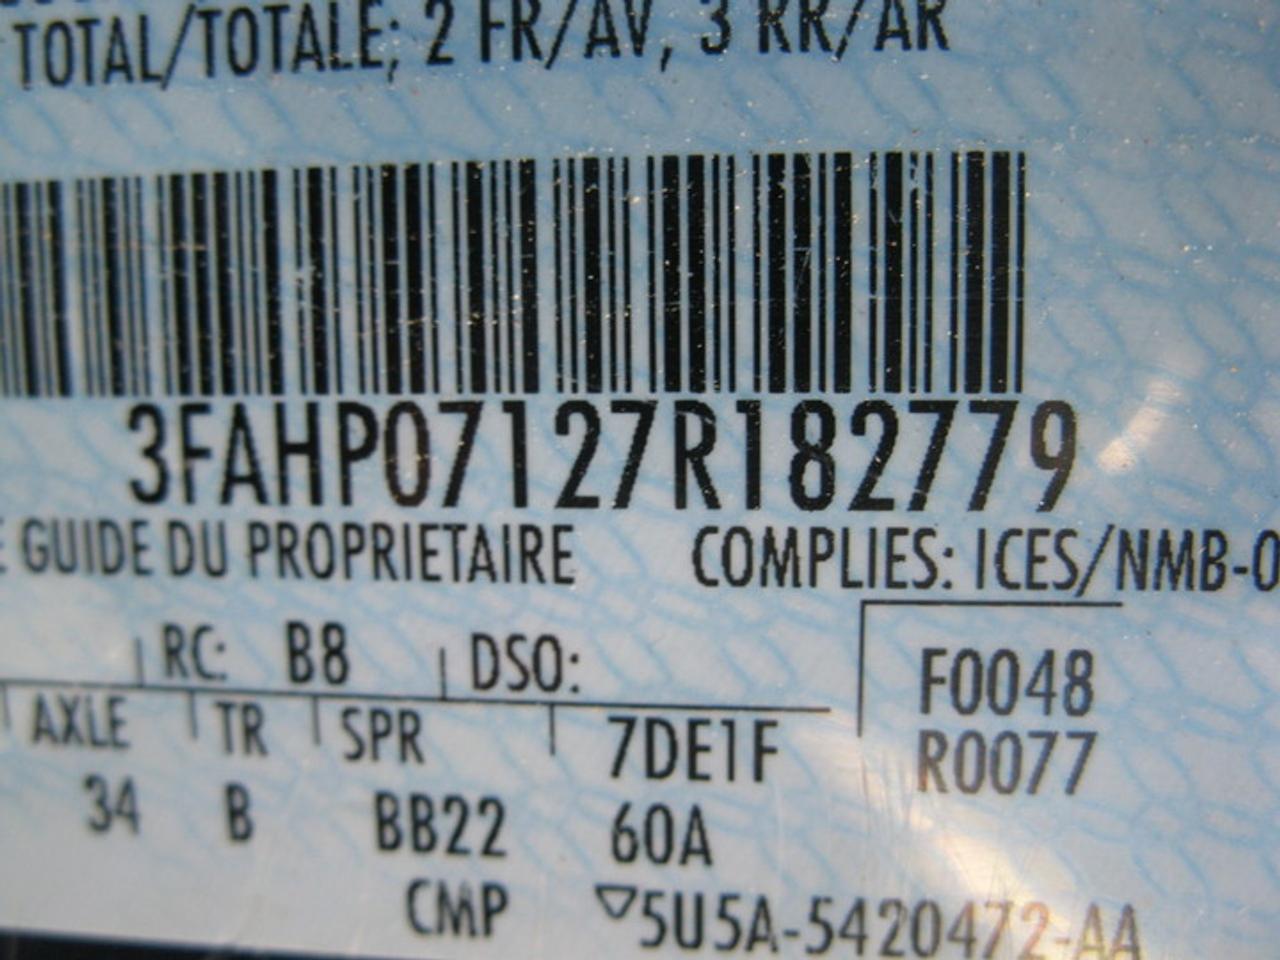 TOTAL/TOTALE; 2 FR/AV, 3 RR/AR
3FAHP07127R182779
GUIDE DU PROPRIETAIRE COMPLIES: ICES/NMB-0
RC: B8 DSO:
F0048
AXLE TR SPR 7DE1F R0077
34 B BB22 60A
CMP ▽5U5A-5420472-AA